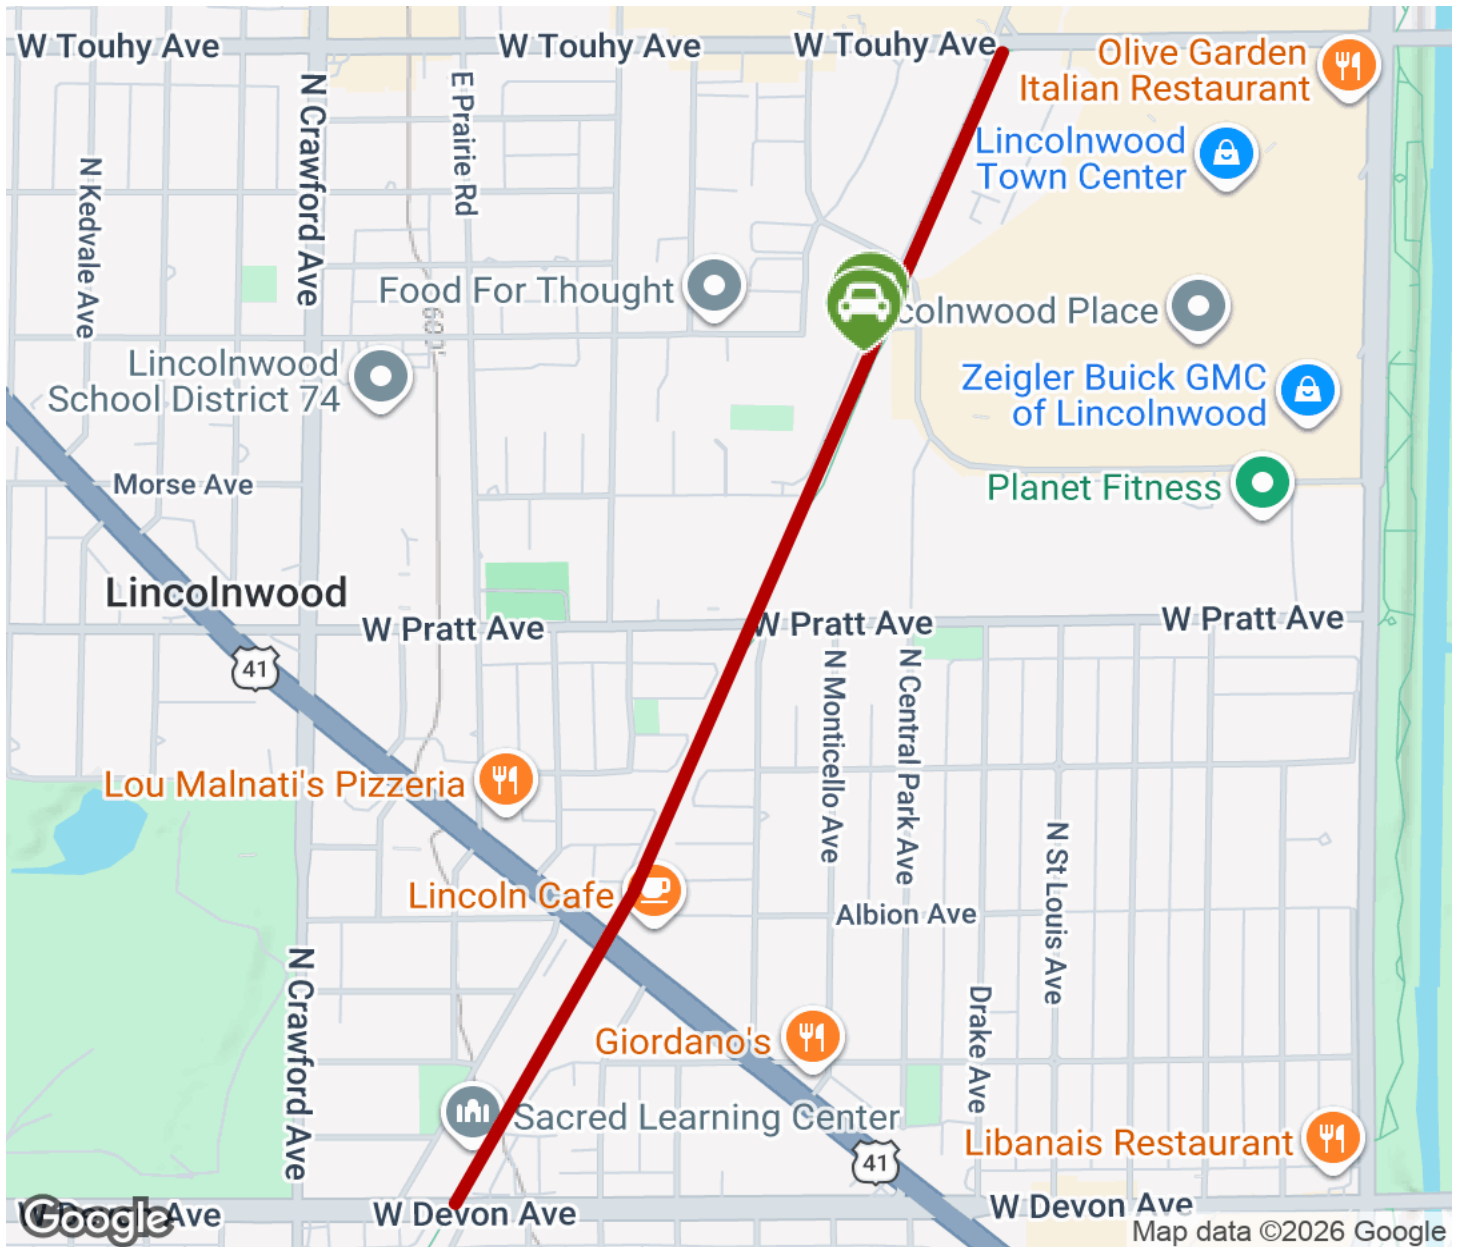 W Touhy Ave
W Touhy Ave
W Touhy Ave
Olive Garden
Italian Restaurant
N Crawford Ave
E Prairie Rd
N Kedvale Ave
Lincolnwood
Town Center
Food For Thought
colnwood Place
Lincolnwood
School District 74
Zeigler Buick GMC
of Lincolnwood
Morse Ave
Planet Fitness
Lincolnwood
W Pratt Ave
W Pratt Ave
W Pratt Ave
41
N Monticello Ave
N Central Park Ave
Lou Malnati's Pizzeria
N St Louis Ave
Lincoln Cafe
Albion Ave
N Crawford Ave
Drake Ave
Giordano's
Sacred Learning Center
Libanais Restaurant
41
W Devon Ave
W Devon Ave
W Devon Ave
Google
Map data ©2026 Google